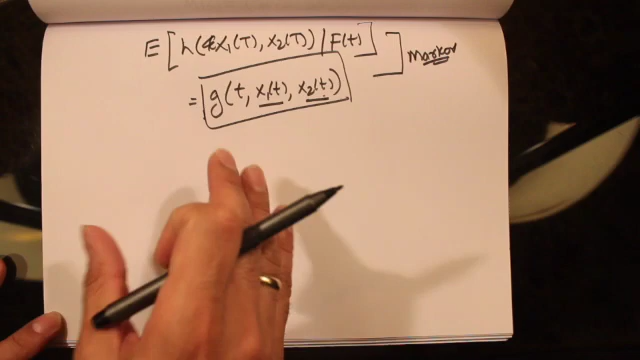 E[h(x₁(T), x₂(T)) | F(t)] ] Markov
= g(t, x₁(t), x₂(t))